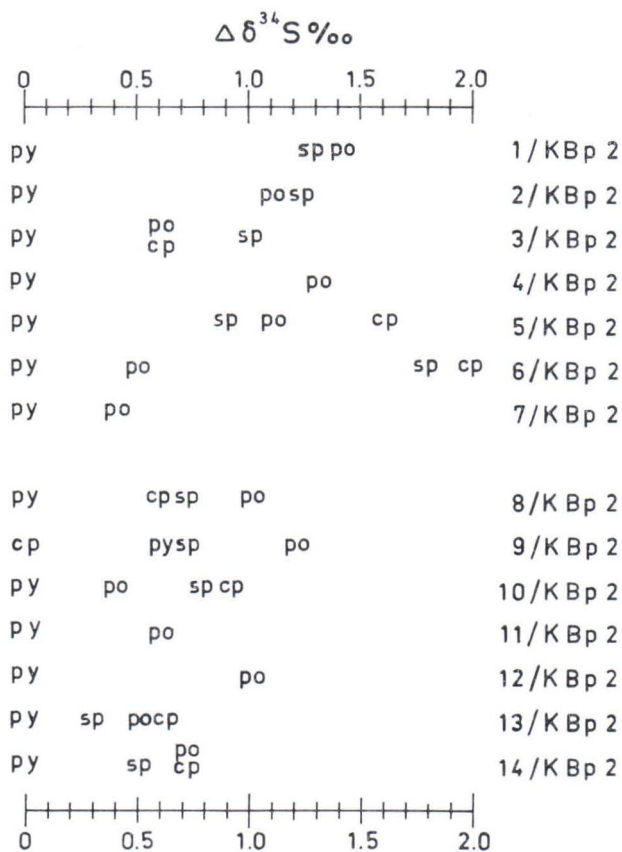 Δδ³⁴S‰
0 0.5 1.0 1.5 2.0
py sp po 1/KBp 2
py po sp 2/KBp 2
po
py sp 3/KBp 2
cp
py po 4/KBp 2
py sp po cp 5/KBp 2
py po sp cp 6/KBp 2
py po 7/KBp 2
py cp sp po 8/KBp 2
cp py sp po 9/KBp 2
py po sp cp 10/KBp 2
py po 11/KBp 2
py po 12/KBp 2
py sp po cp 13/KBp 2
po
py sp cp 14/KBp 2
0 0.5 1.0 1.5 2.0